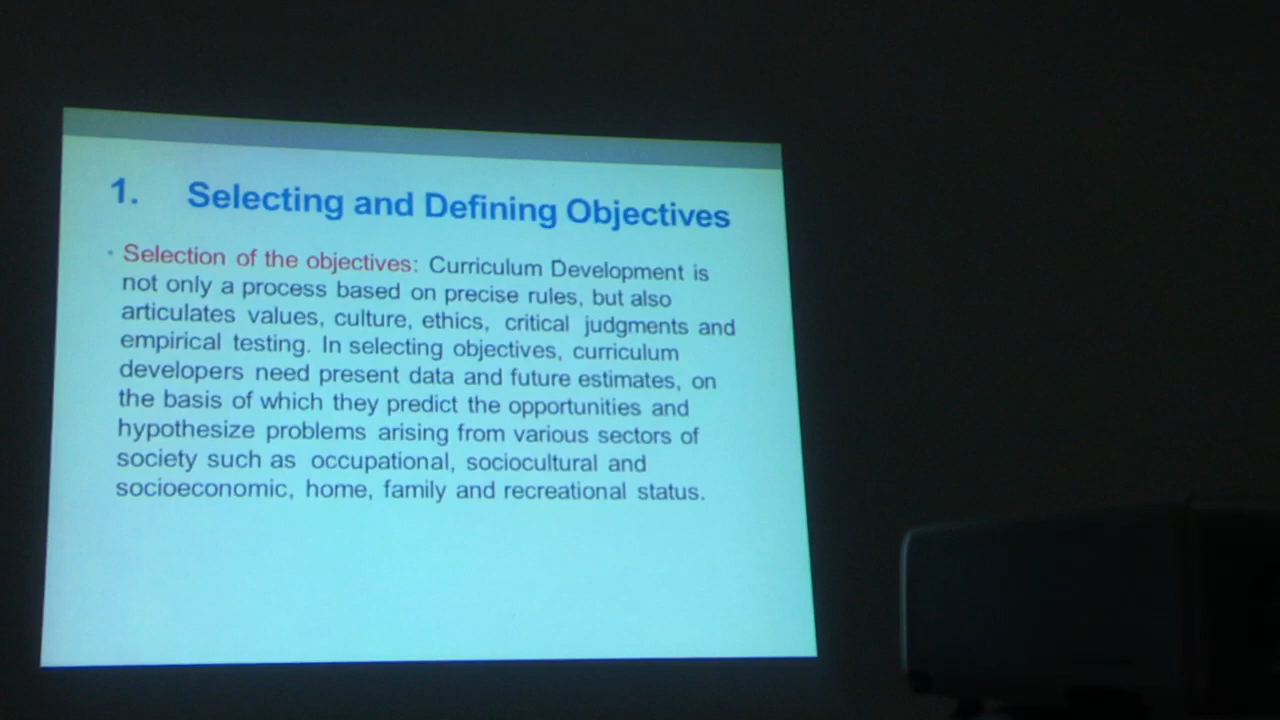 1. Selecting and Defining Objectives
• Selection of the objectives: Curriculum Development is
not only a process based on precise rules, but also
articulates values, culture, ethics, critical judgments and
empirical testing. In selecting objectives, curriculum
developers need present data and future estimates, on
the basis of which they predict the opportunities and
hypothesize problems arising from various sectors of
society such as occupational, sociocultural and
socioeconomic, home, family and recreational status.